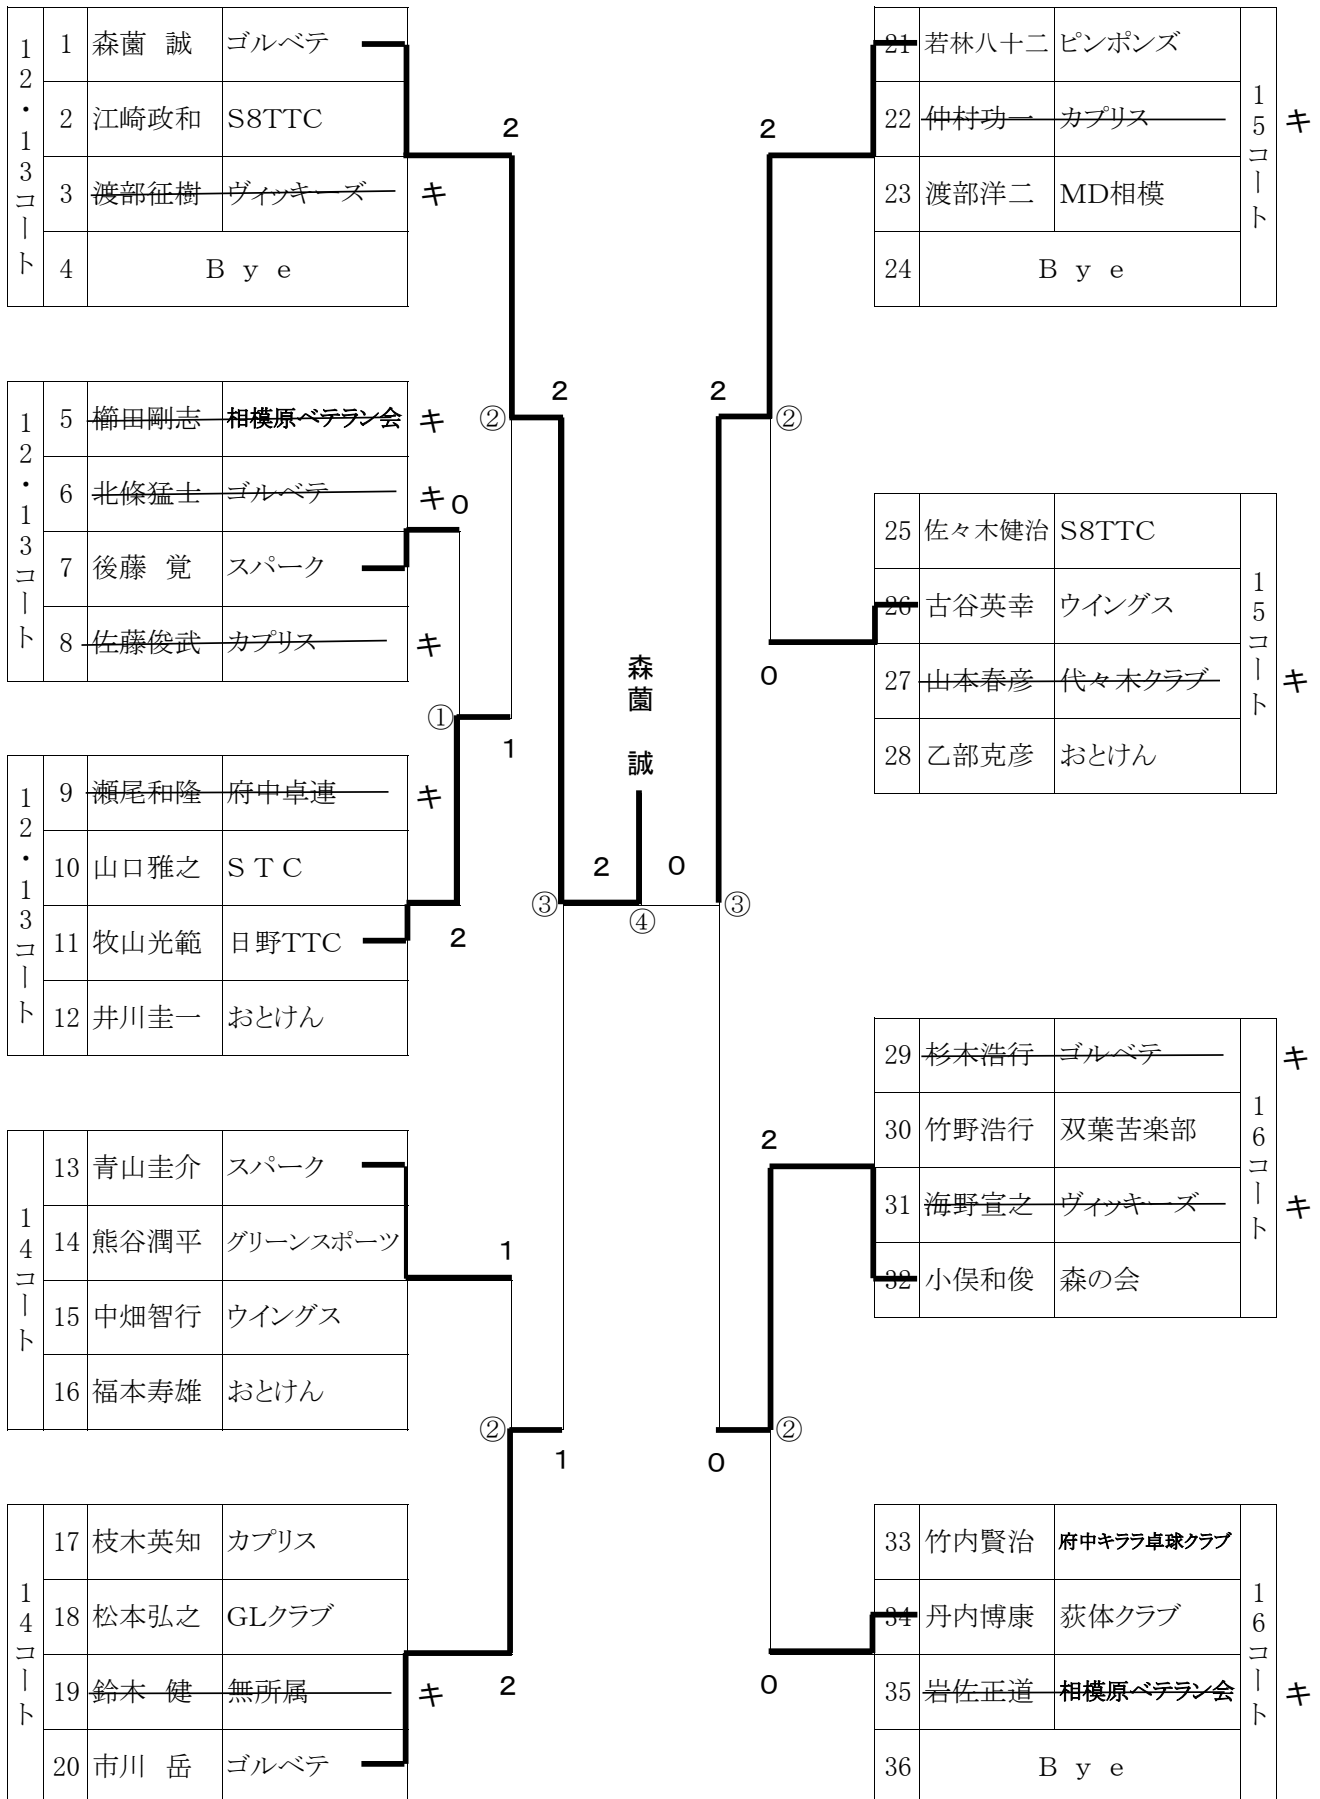 12・13コート
1 森薗 誠 ゴルベテ
2 江崎政和 S8TTC
3 渡部征樹 ヴィッキーズ キ
4 Bye
12・13コート
5 櫛田剛志 相模原ベテラン会 キ
6 北條猛士 ゴルベテ キ
7 後藤 覚 スパーク
8 佐藤俊武 カプリス キ
12・13コート
9 瀬尾和隆 府中卓連 キ
10 山口雅之 STC
11 牧山光範 日野TTC
12 井川圭一 おとけん
14コート
13 青山圭介 スパーク
14 熊谷潤平 グリーンスポーツ
15 中畑智行 ウイングス
16 福本寿雄 おとけん
14コート
17 枝木英知 カプリス
18 松本弘之 GLクラブ
19 鈴木 健 無所属 キ
20 市川 岳 ゴルベテ
2
2
②
0
①
1
2
1
②
1
2
③
森薗 誠
2 0
④
2
2
②
0
③
2
②
0
0
15コート
21 若林八十二 ピンポンズ
22 仲村功一 カプリス キ
23 渡部洋二 MD相模
24 Bye
15コート
25 佐々木健治 S8TTC
26 古谷英幸 ウイングス
27 山本春彦 代々木クラブ キ
28 乙部克彦 おとけん
16コート
29 杉木浩行 ゴルベテ キ
30 竹野浩行 双葉苦楽部
31 海野宣之 ヴィッキーズ キ
32 小俣和俊 森の会
16コート
33 竹内賢治 府中キララ卓球クラブ
34 丹内博康 荻体クラブ
35 岩佐正道 相模原ベテラン会 キ
36 Bye